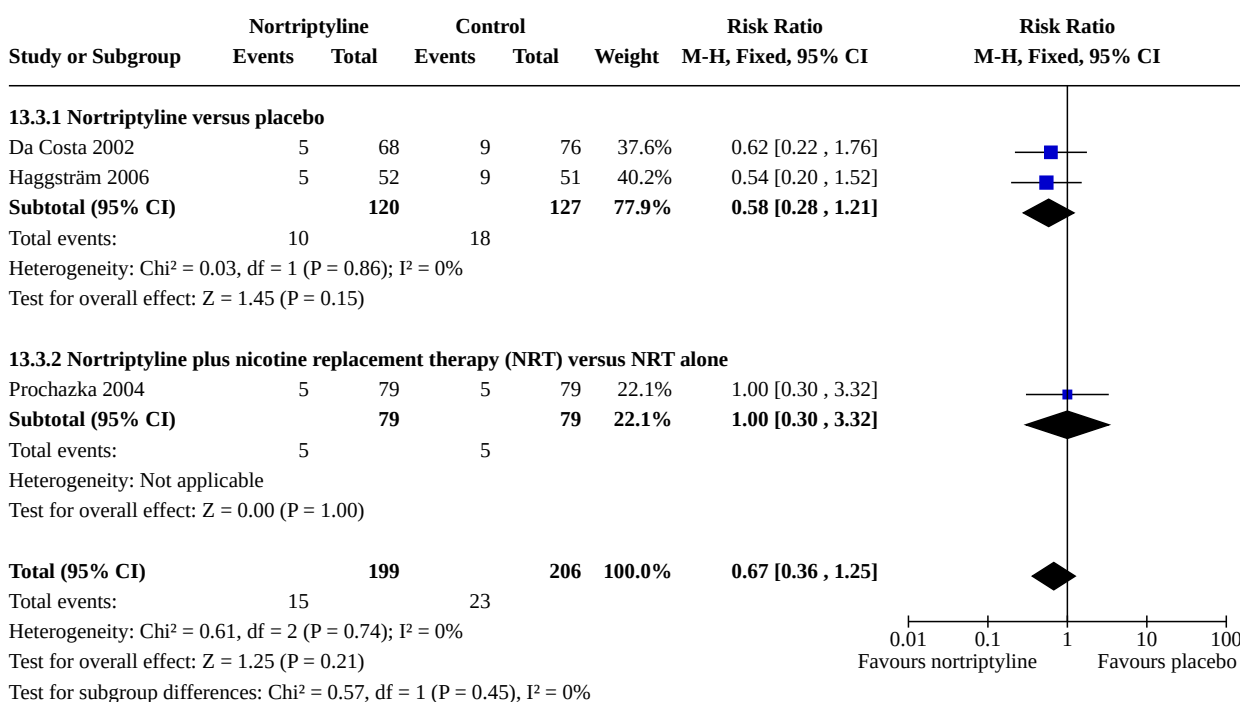 Nortriptyline Control Risk Ratio Risk Ratio
Study or Subgroup Events Total Events Total Weight M-H, Fixed, 95% CI M-H, Fixed, 95% CI
13.3.1 Nortriptyline versus placebo
Da Costa 2002 5 68 9 76 37.6% 0.62 [0.22 , 1.76]
Haggsträm 2006 5 52 9 51 40.2% 0.54 [0.20 , 1.52]
Subtotal (95% CI) 120 127 77.9% 0.58 [0.28 , 1.21]
Total events: 10 18
Heterogeneity: Chi² = 0.03, df = 1 (P = 0.86); I² = 0%
Test for overall effect: Z = 1.45 (P = 0.15)
13.3.2 Nortriptyline plus nicotine replacement therapy (NRT) versus NRT alone
Prochazka 2004 5 79 5 79 22.1% 1.00 [0.30 , 3.32]
Subtotal (95% CI) 79 79 22.1% 1.00 [0.30 , 3.32]
Total events: 5 5
Heterogeneity: Not applicable
Test for overall effect: Z = 0.00 (P = 1.00)
Total (95% CI) 199 206 100.0% 0.67 [0.36 , 1.25]
Total events: 15 23
Heterogeneity: Chi² = 0.61, df = 2 (P = 0.74); I² = 0%
0.01 0.1 1 10 100
Test for overall effect: Z = 1.25 (P = 0.21) Favours nortriptyline Favours placebo
Test for subgroup differences: Chi² = 0.57, df = 1 (P = 0.45), I² = 0%